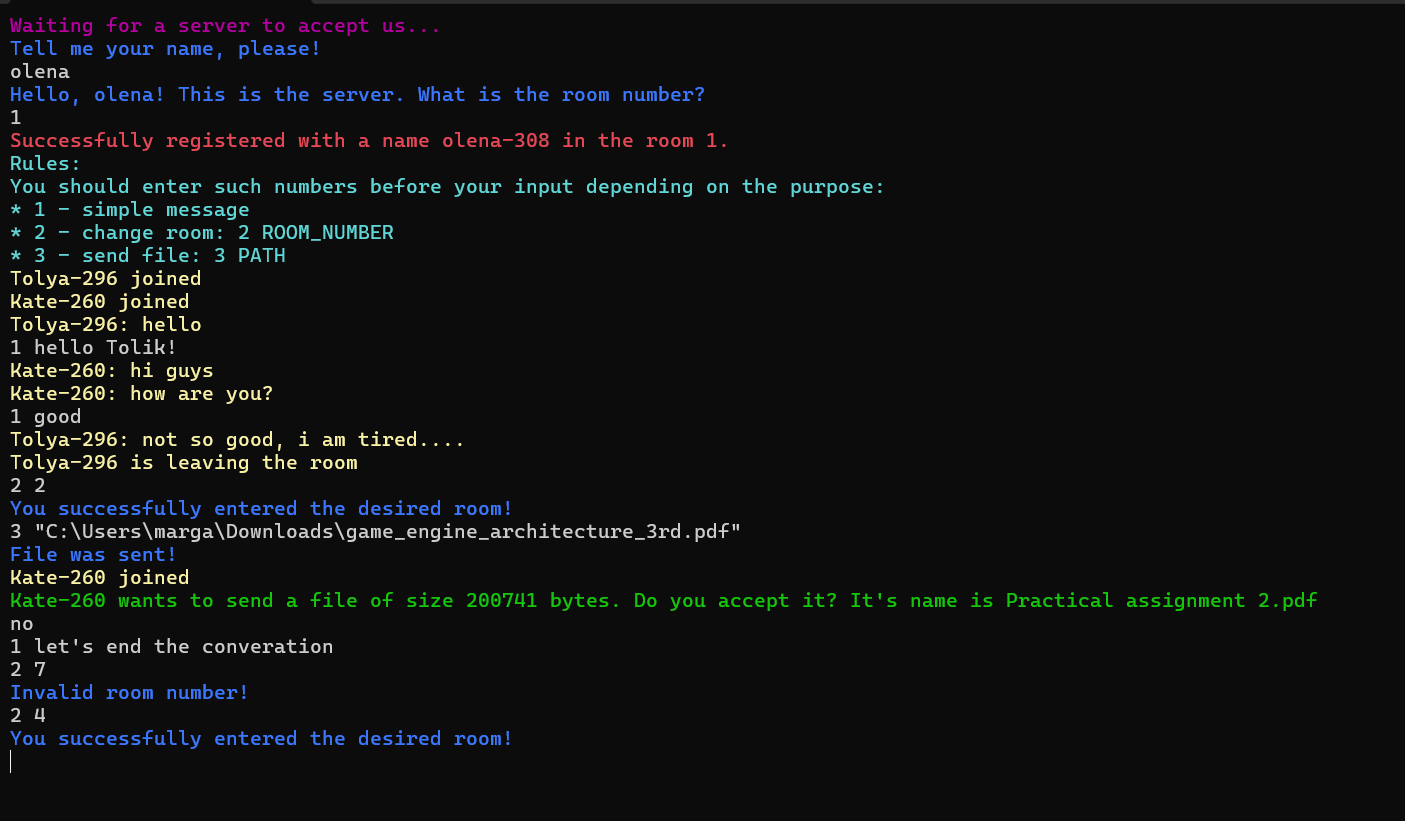 Waiting for a server to accept us...
Tell me your name, please!
olena
Hello, olena! This is the server. What is the room number?
1
Successfully registered with a name olena-308 in the room 1.
Rules:
You should enter such numbers before your input depending on the purpose:
* 1 - simple message
* 2 - change room: 2 ROOM_NUMBER
* 3 - send file: 3 PATH
Tolya-296 joined
Kate-260 joined
Tolya-296: hello
1 hello Tolik!
Kate-260: hi guys
Kate-260: how are you?
1 good
Tolya-296: not so good, i am tired....
Tolya-296 is leaving the room
2 2
You successfully entered the desired room!
3 "C:\Users\marga\Downloads\game_engine_architecture_3rd.pdf"
File was sent!
Kate-260 joined
Kate-260 wants to send a file of size 200741 bytes. Do you accept it? It's name is Practical assignment 2.pdf
no
1 let's end the converation
2 7
Invalid room number!
2 4
You successfully entered the desired room!